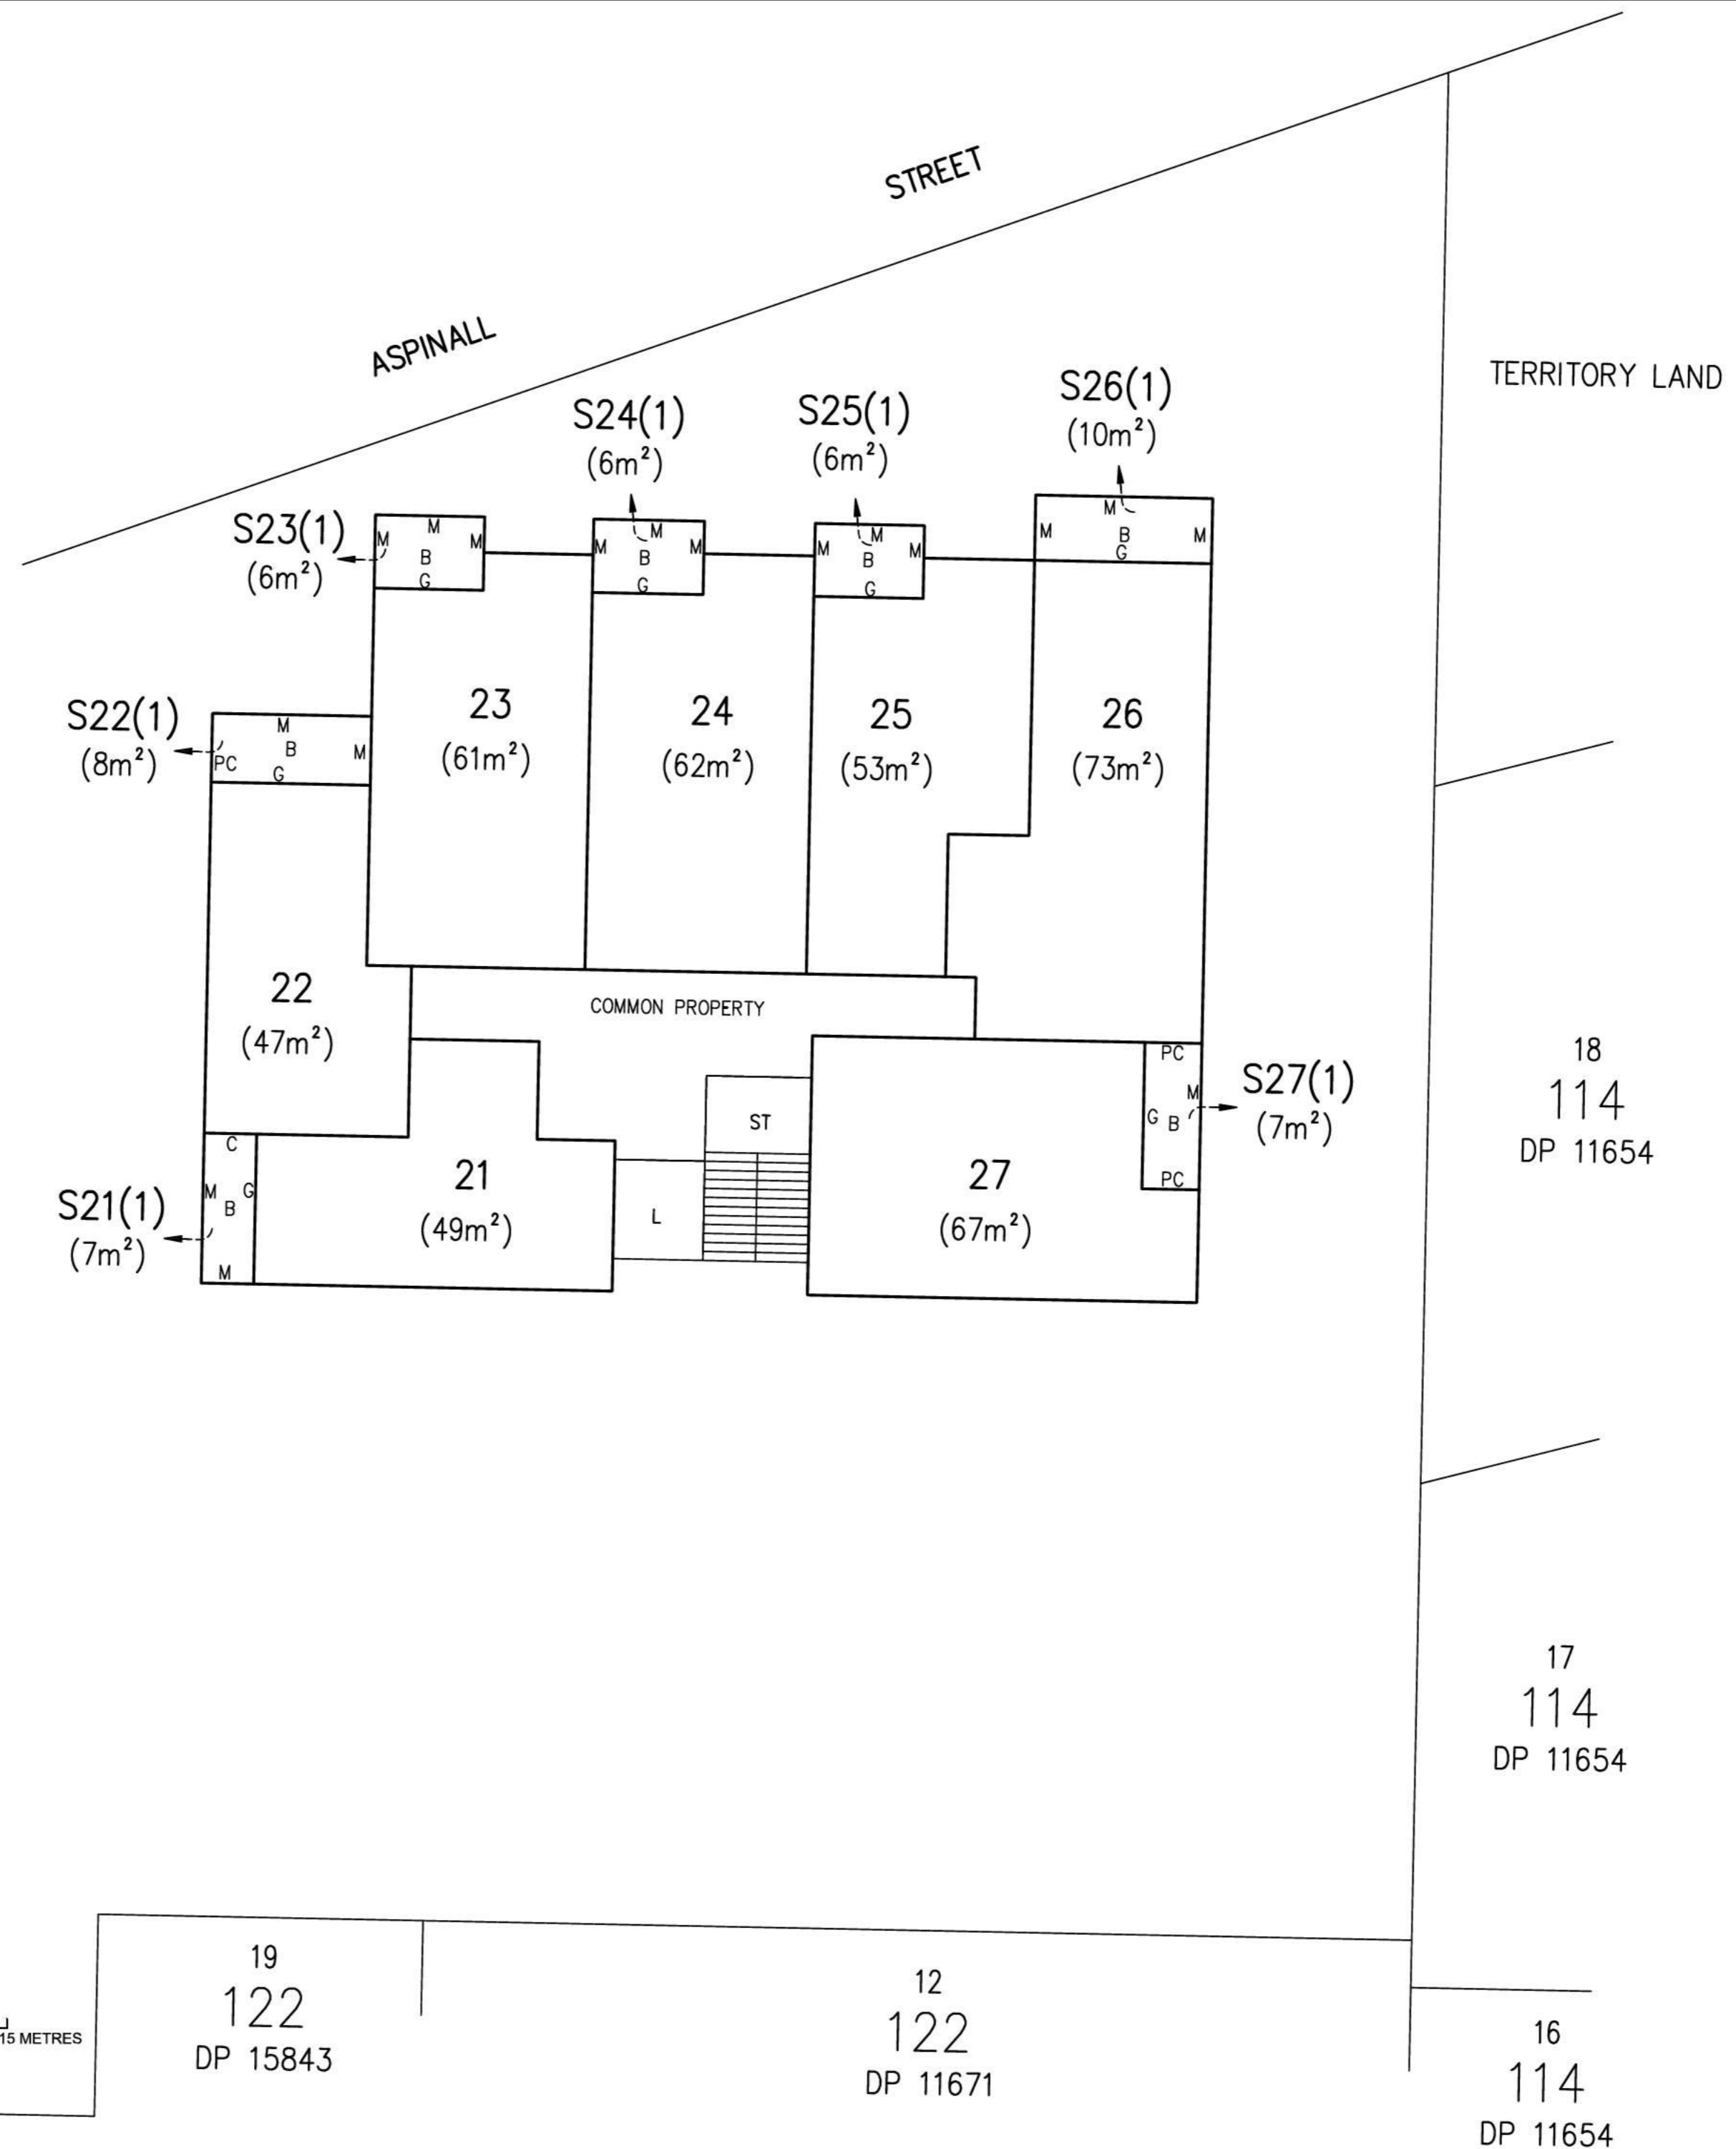 STREET
ASPINALL
TERRITORY LAND
S26(1)
(10m²)
S24(1)
(6m²)
S25(1)
(6m²)
S23(1)
(6m²)
M
M
M
B
G
M
M
M
B
G
M
M
M
B
G
M
M
M
B
G
S22(1)
(8m²)
M
B
M
PC
G
23
(61m²)
24
(62m²)
25
(53m²)
26
(73m²)
22
(47m²)
COMMON PROPERTY
18
114
DP 11654
PC
M
G
B
PC
S27(1)
(7m²)
ST
L
C
M
G
B
M
S21(1)
(7m²)
21
(49m²)
27
(67m²)
17
114
DP 11654
19
122
DP 15843
12
122
DP 11671
15 METRES
16
114
DP 11654